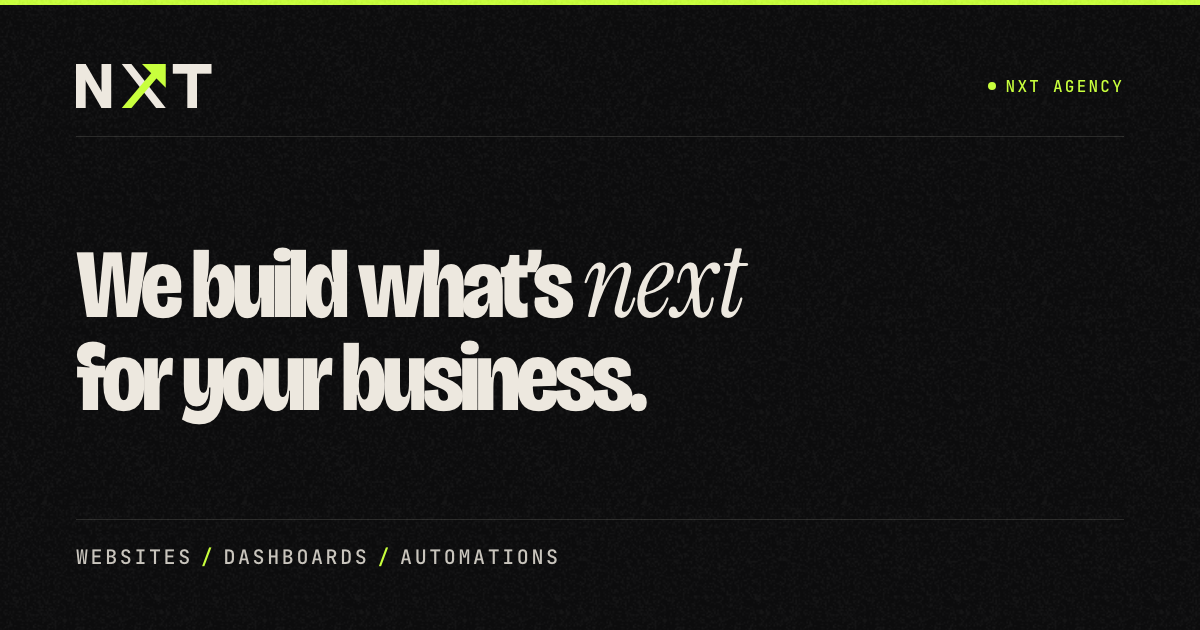 NXT
NXT AGENCY
We build what's next
for your business.
WEBSITES / DASHBOARDS / AUTOMATIONS